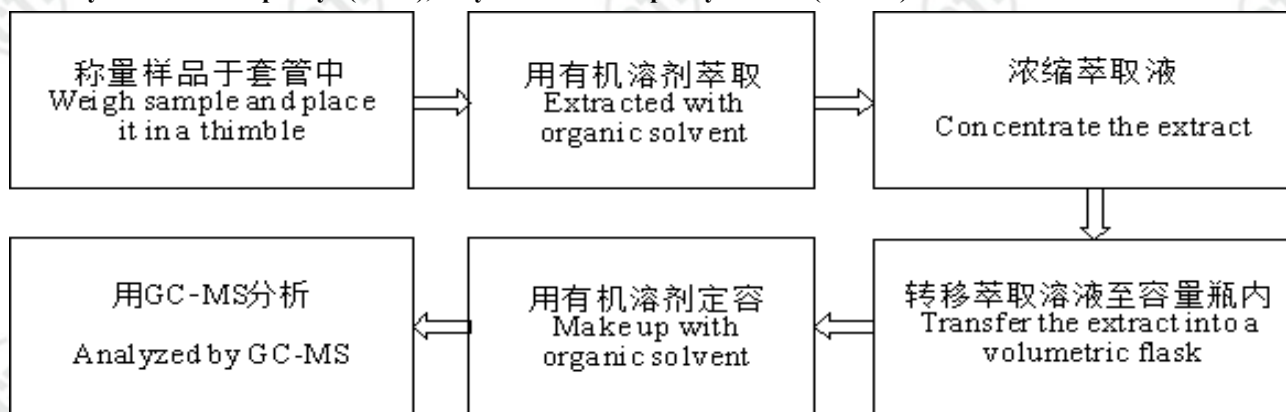 称量样品于套管中
Weigh sample and place
it in a thimble
用有机溶剂萃取
Extracted with
organic solvent
浓缩萃取液
Concentrate the extract
转移萃取溶液至容量瓶内
Transfer the extract into a
volumetric flask
用有机溶剂定容
Make up with
organic solvent
用GC-MS分析
Analyzed by GC-MS